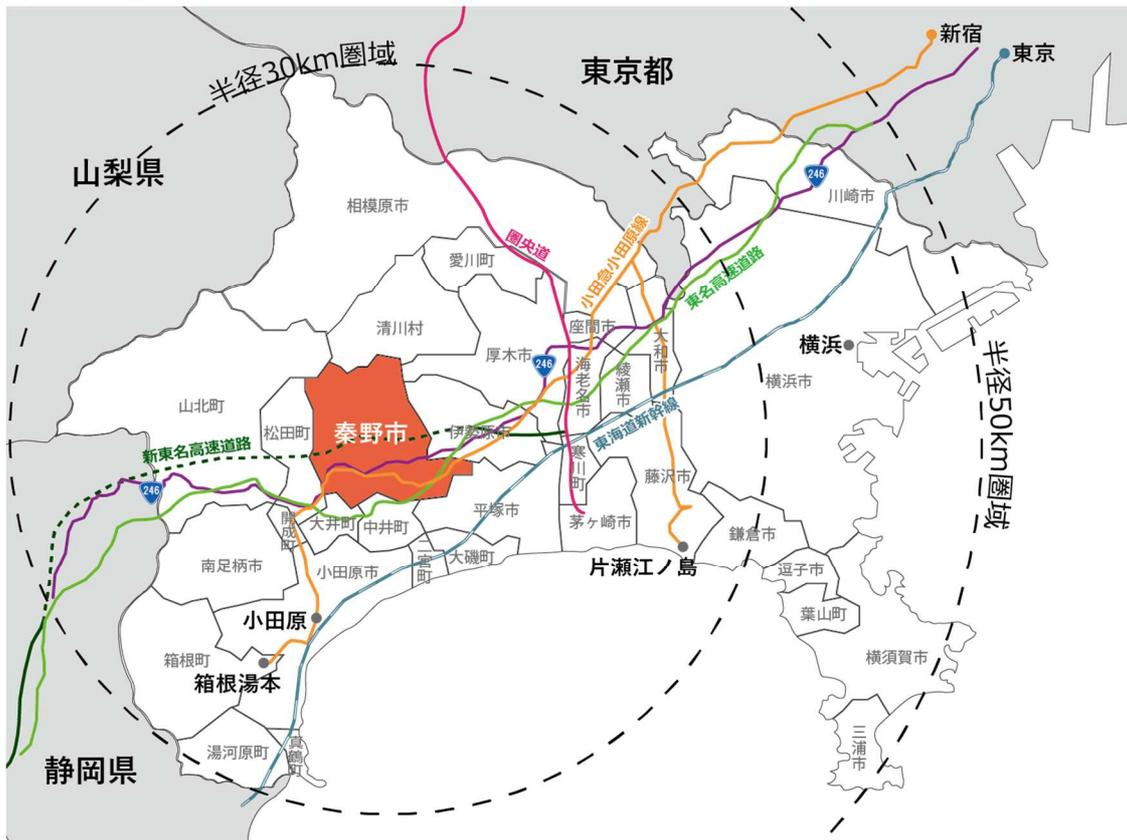 新宿
東京
半径30km圏域
東京都
山梨県
246
川崎市
相模原市
圏央道
小田急小田原線
愛川町
東名高速道路
清川村
座間市
大和市
厚木市
246
海老名市
綾瀬市
横浜
横浜市
半径50km圏域
山北町
松田町
秦野市
伊勢原市
東海道新幹線
新東名高速道路
寒川町
藤沢市
246
平塚市
茅ヶ崎市
開成町
大井町
中井町
鎌倉市
南足柄市
小田原市
二宮町
大磯町
片瀬江ノ島
逗子市
葉山町
小田原
箱根町
箱根湯本
横須賀市
湯河原町
真鶴町
三浦市
静岡県